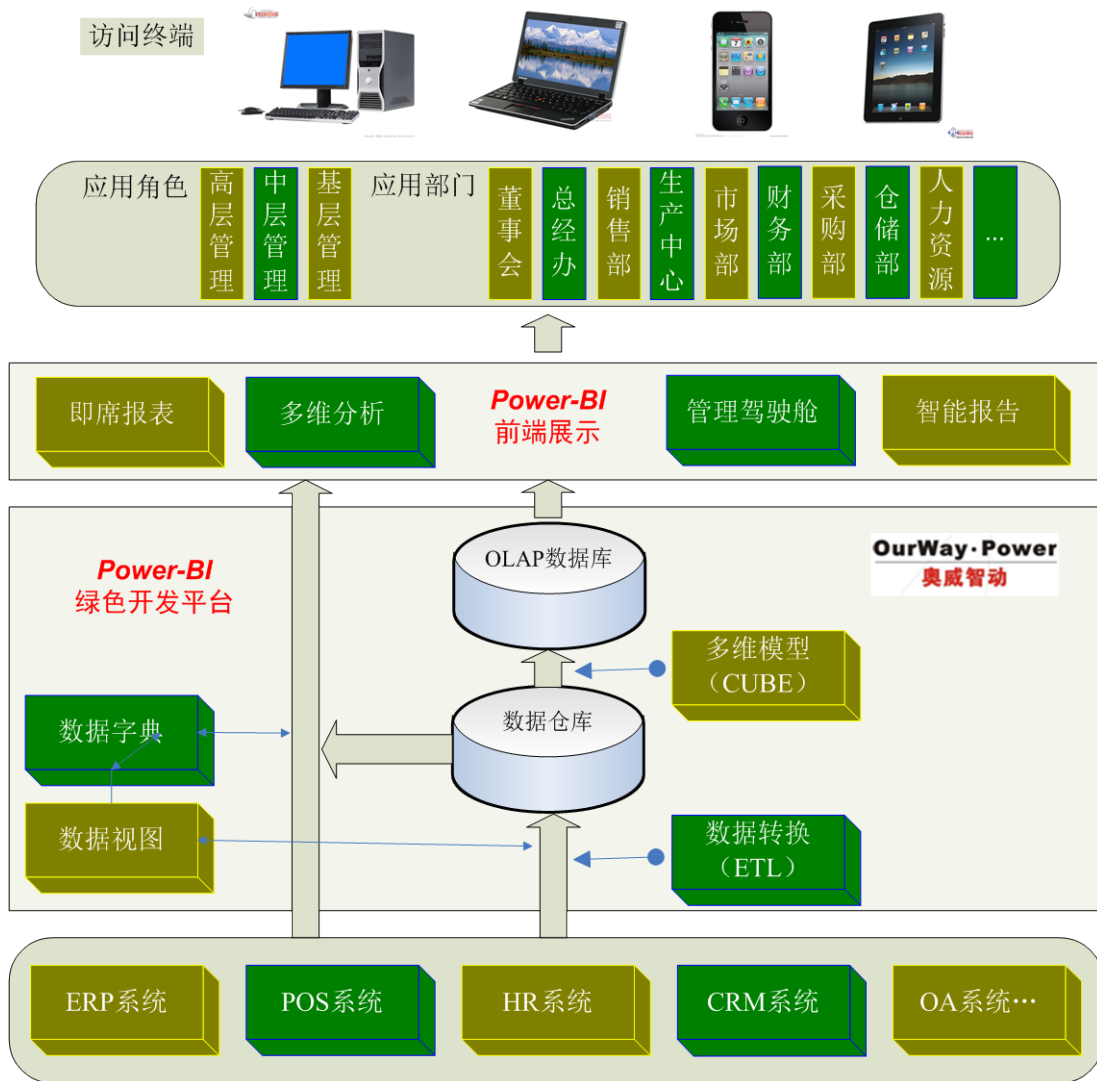 访问终端
应用角色
高层管理
中层管理
基层管理
应用部门
董事会
总经办
销售部
生产中心
市场部
财务部
采购部
仓储部
人力资源
...
即席报表
多维分析
Power-BI
前端展示
管理驾驶舱
智能报告
Power-BI
绿色开发平台
OLAP数据库
OurWay·Power
奥威智动
多维模型
（CUBE）
数据字典
数据仓库
数据视图
数据转换
（ETL）
ERP系统
POS系统
HR系统
CRM系统
OA系统…